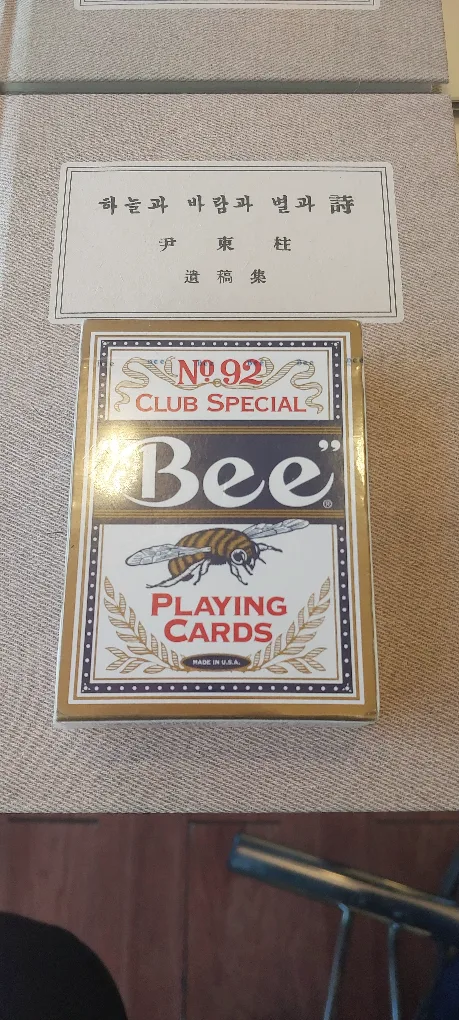 하늘과 바람과 별과 詩
尹 東 柱
遺 稿 集
Nº 92
CLUB SPECIAL
"Bee"®
PLAYING
CARDS
MADE IN U.S.A.